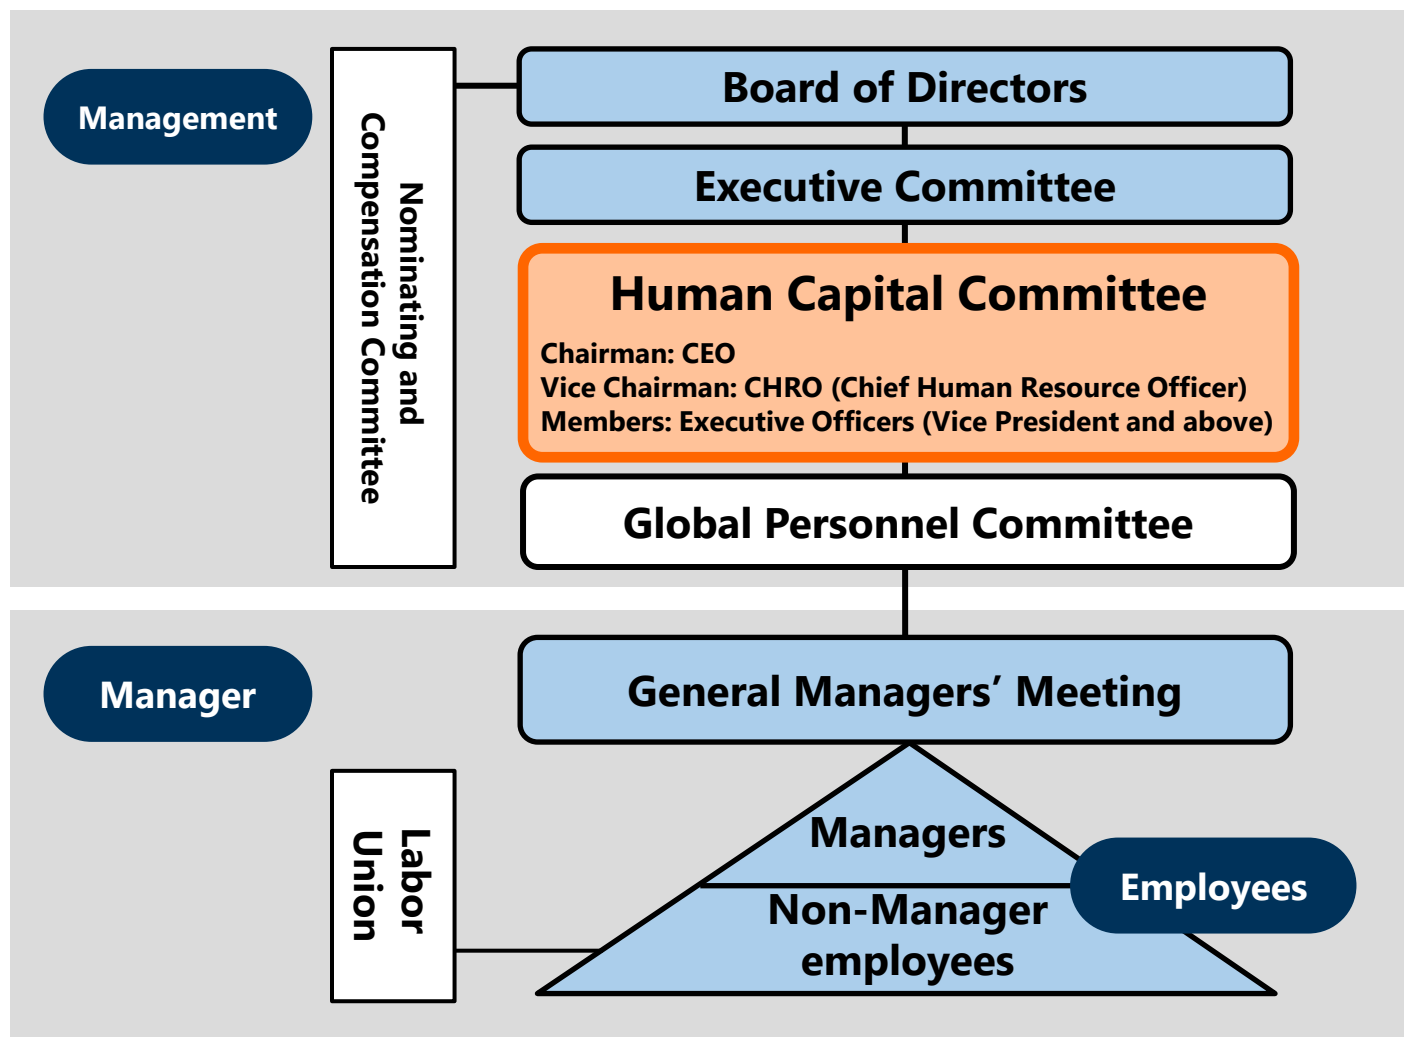 Management
Nominating and
Compensation Committee
Board of Directors
Executive Committee
Human Capital Committee
Chairman: CEO
Vice Chairman: CHRO (Chief Human Resource Officer)
Members: Executive Officers (Vice President and above)
Global Personnel Committee
Manager
General Managers’ Meeting
Labor
Union
Managers
Non-Manager
employees
Employees